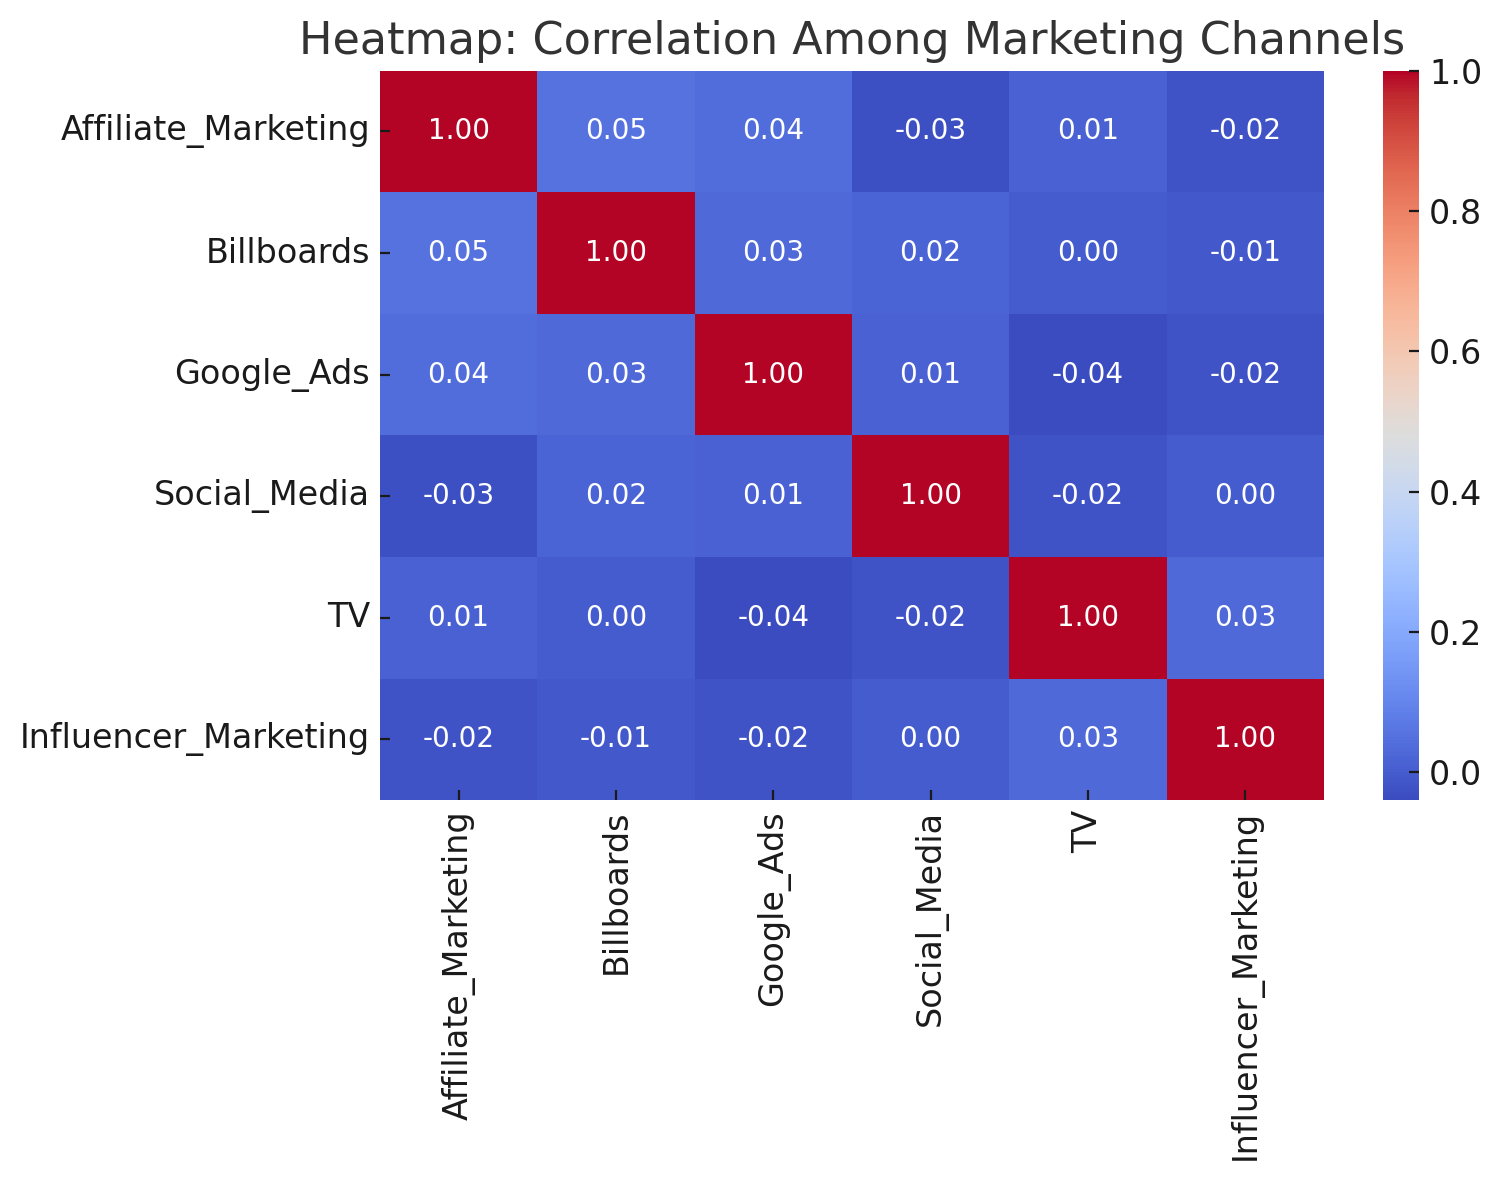 Heatmap: Correlation Among Marketing Channels
Affiliate_Marketing 1.00 0.05 0.04 -0.03 0.01 -0.02
Billboards 0.05 1.00 0.03 0.02 0.00 -0.01
Google_Ads 0.04 0.03 1.00 0.01 -0.04 -0.02
Social_Media -0.03 0.02 0.01 1.00 -0.02 0.00
TV 0.01 0.00 -0.04 -0.02 1.00 0.03
Influencer_Marketing -0.02 -0.01 -0.02 0.00 0.03 1.00
Affiliate_Marketing
Billboards
Google_Ads
Social_Media
TV
Influencer_Marketing
1.0
0.8
0.6
0.4
0.2
0.0